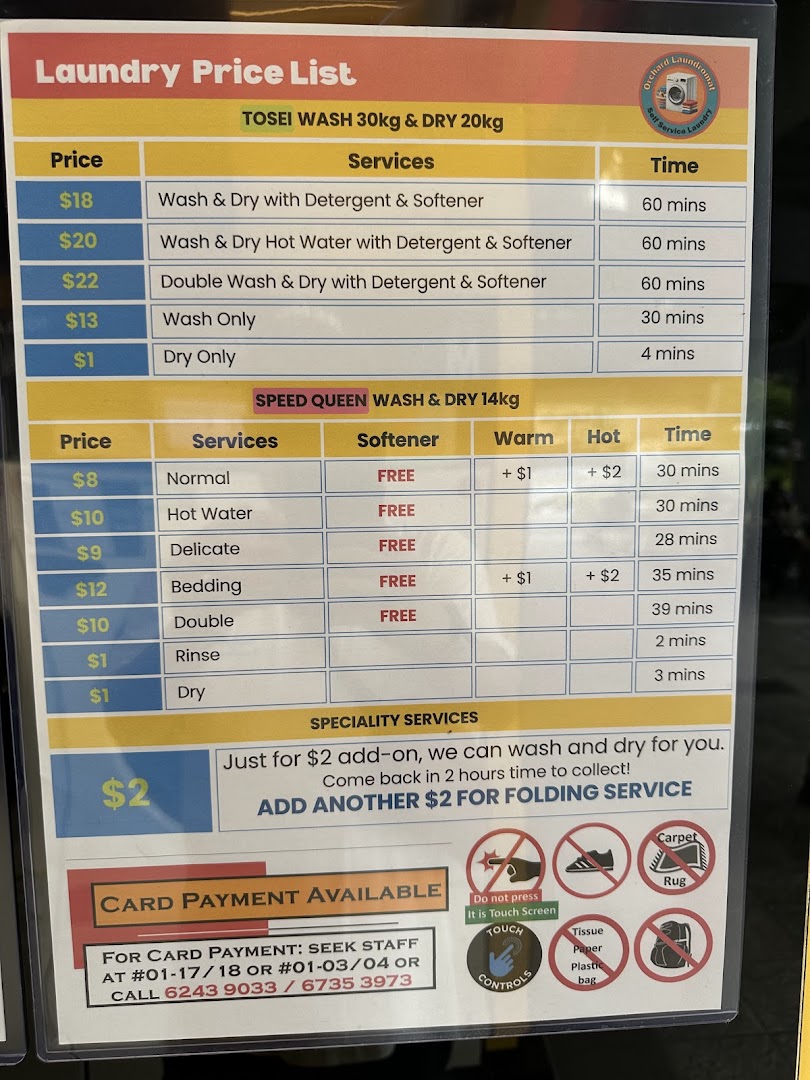 Laundry Price List
Orchard Laundromat
Self Service Laundry
TOSEI WASH 30kg & DRY 20kg
Price Services Time
$18 Wash & Dry with Detergent & Softener 60 mins
$20 Wash & Dry Hot Water with Detergent & Softener 60 mins
$22 Double Wash & Dry with Detergent & Softener 60 mins
$13 Wash Only 30 mins
$1 Dry Only 4 mins
SPEED QUEEN WASH & DRY 14kg
Price Services Softener Warm Hot Time
$8 Normal FREE + $1 + $2 30 mins
$10 Hot Water FREE 30 mins
$9 Delicate FREE 28 mins
$12 Bedding FREE + $1 + $2 35 mins
$10 Double FREE 39 mins
$1 Rinse 2 mins
$1 Dry 3 mins
SPECIALITY SERVICES
$2
Just for $2 add-on, we can wash and dry for you.
Come back in 2 hours time to collect!
ADD ANOTHER $2 FOR FOLDING SERVICE
CARD PAYMENT AVAILABLE
FOR CARD PAYMENT: SEEK STAFF
AT #01-17/18 OR #01-03/04 OR
CALL 6243 9033 / 6735 3973
Do not press
It is Touch Screen
Carpet
Rug
TOUCH
CONTROLS
Tissue
Paper
Plastic
bag